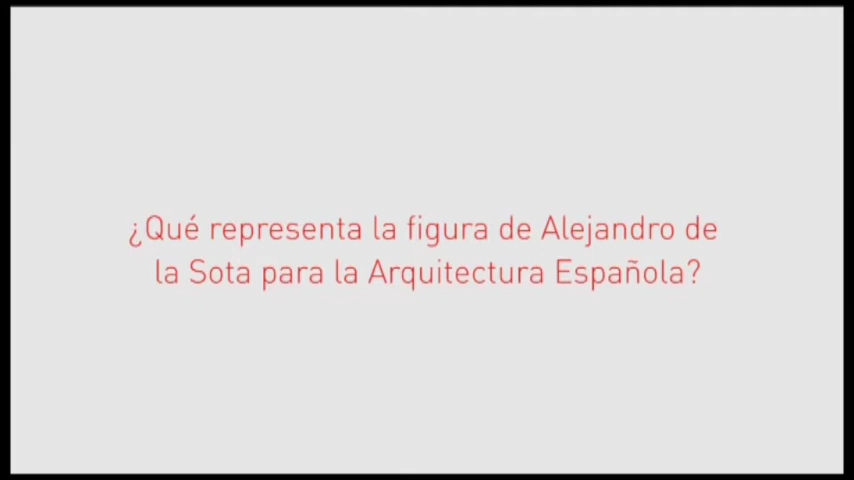 ¿Qué representa la figura de Alejandro de
la Sota para la Arquitectura Española?